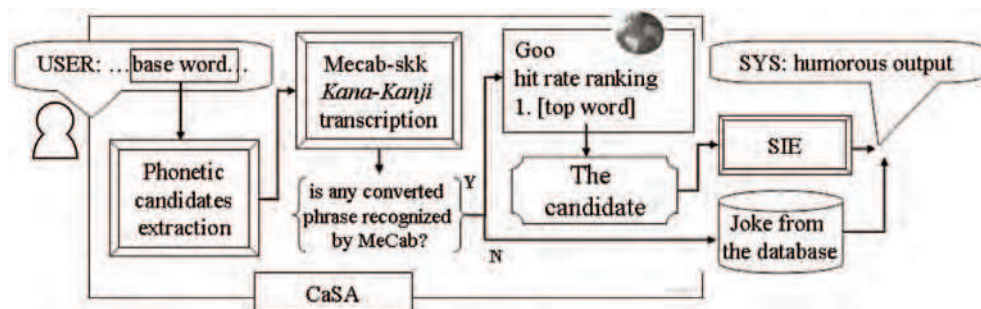 USER: …base word…
Phonetic
candidates
extraction
Mecab-skk
Kana-Kanji
transcription
is any converted
phrase recognized
by MeCab?
Y
N
Goo
hit rate ranking
1. [top word]
The
candidate
SIE
Joke from
the database
SYS: humorous output
CaSA